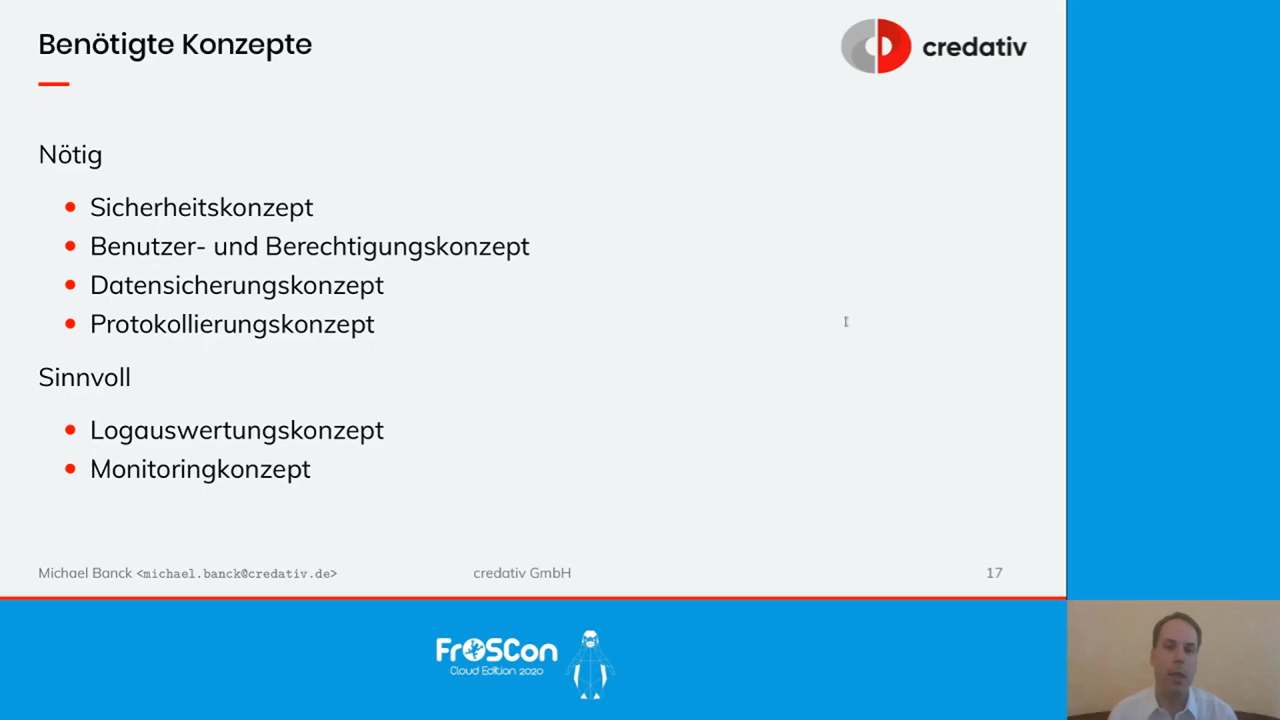 Benötigte Konzepte
credativ
Nötig
Sicherheitskonzept
Benutzer- und Berechtigungskonzept
Datensicherungskonzept
Protokollierungskonzept
Sinnvoll
Logauswertungskonzept
Monitoringkonzept
Michael Banck <michael.banck@credativ.de> credativ GmbH 17
FrOSCon
Cloud Edition 2020